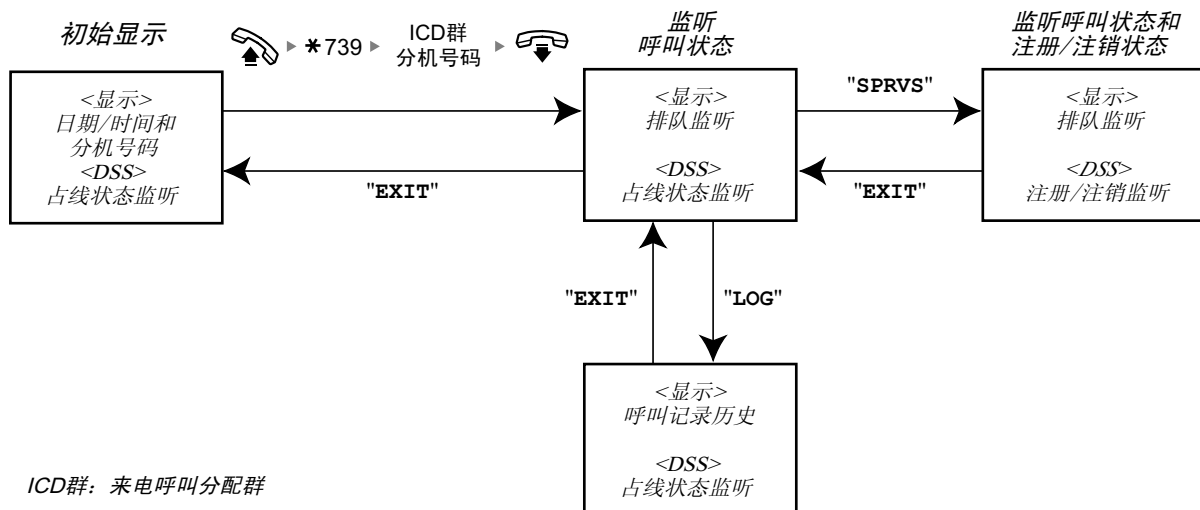 初始显示
✱739
ICD群
分机号码
监听
呼叫状态
监听呼叫状态和
注册/注销状态
<显示>
日期/时间和
分机号码
<DSS>
占线状态监听
"EXIT"
<显示>
排队监听
<DSS>
占线状态监听
"SPRVS"
"EXIT"
<显示>
排队监听
<DSS>
注册/注销监听
"EXIT"
"LOG"
<显示>
呼叫记录历史
<DSS>
占线状态监听
ICD群：来电呼叫分配群